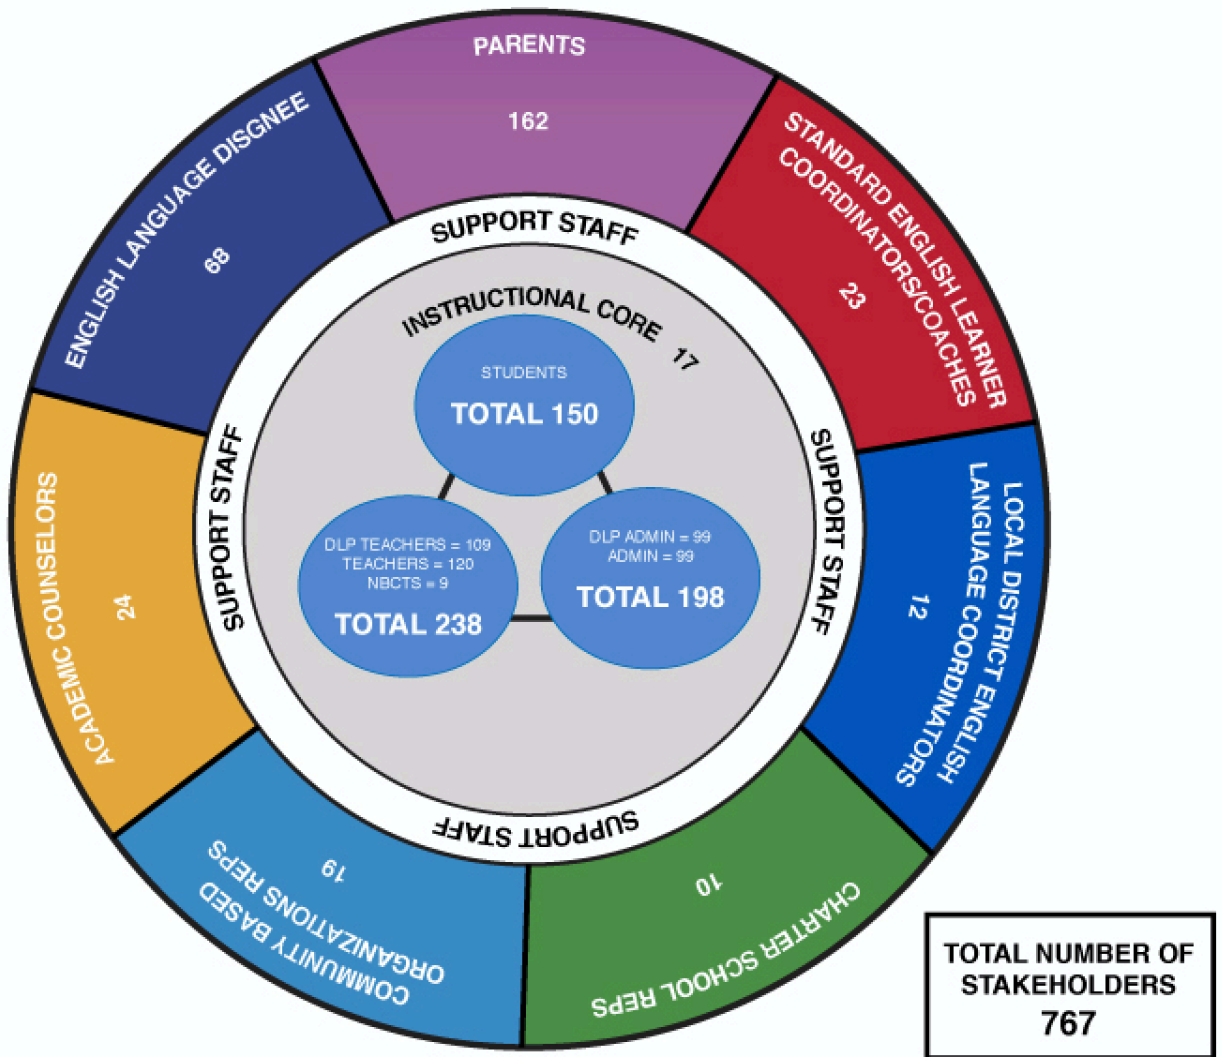 PARENTS
162
STANDARD ENGLISH LEARNER
COORDINATORS/COACHES
23
LOCAL DISTRICT ENGLISH
LANGUAGE COORDINATORS
12
CHARTER SCHOOL REPS
10
COMMUNITY BASED
ORGANIZATIONS REPS
19
ACADEMIC COUNSELORS
24
ENGLISH LANGUAGE DISGNEE
68
SUPPORT STAFF
SUPPORT STAFF
SUPPORT STAFF
SUPPORT STAFF
INSTRUCTIONAL CORE 17
STUDENTS
TOTAL 150
DLP TEACHERS = 109
TEACHERS = 120
NBCTS = 9
TOTAL 238
DLP ADMIN = 99
ADMIN = 99
TOTAL 198
TOTAL NUMBER OF
STAKEHOLDERS
767